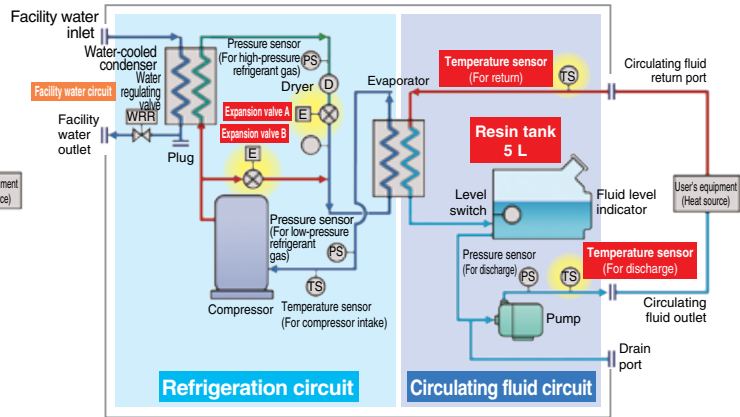 Facility water
inlet
Water-cooled
condenser
Water
regulating
valve
Facility water circuit
WRR
Facility
water
outlet
Plug
Pressure sensor
(For high-pressure
refrigerant gas)
PS
Dryer
D
Expansion valve A
E
Expansion valve B
E
Evaporator
Pressure sensor
(For low-pressure
refrigerant
gas)
PS
TS
Temperature sensor
(For compressor intake)
Compressor
Refrigeration circuit
Temperature sensor
(For return)
TS
Circulating fluid
return port
Resin tank
5 L
Level
switch
Fluid level
indicator
User's equipment
(Heat source)
Pressure sensor
(For discharge)
PS
TS
Temperature sensor
(For discharge)
Circulating
fluid outlet
Pump
Drain
port
Circulating fluid circuit